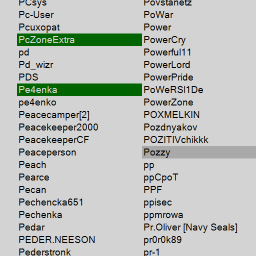 PCsys
Pc-User
Pcuxopat
PcZoneExtra
pd
Pd_wizr
PDS
Pe4enka
pe4enko
Peacecamper[2]
Peacekeeper2000
PeacekeeperCF
Peaceperson
Peach
Pearce
Pecan
Pechencka651
Pechenka
Pedar
PEDER.NEESON
Pederstronk
Povstanetz
PoWar
Power
PowerCry
Powerful11
PowerLord
PowerPride
PoWeRSl1De
PowerZone
POXMELKIN
Pozdnyakov
POZITIVchikkk
Pozzy
pp
ppCpoT
PPF
ppisec
ppmrowa
Pr.Oliver [Navy Seals]
pr0r0k89
pr-1